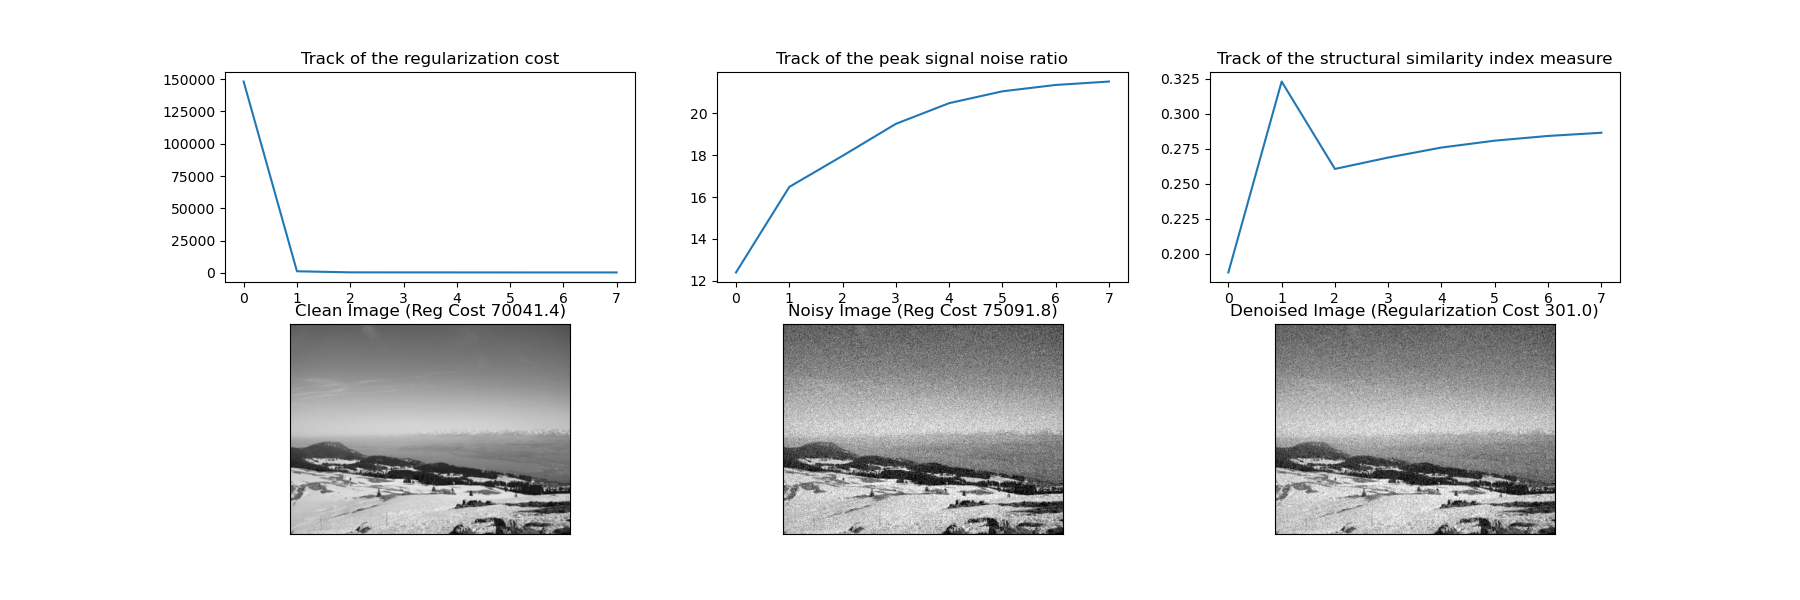 Track of the regularization cost
150000
125000
100000
75000
50000
25000
0
0 1 2 3 4 5 6 7
Track of the peak signal noise ratio
20
18
16
14
12
0 1 2 3 4 5 6 7
Track of the structural similarity index measure
0.325
0.300
0.275
0.250
0.225
0.200
0 1 2 3 4 5 6 7
Clean Image (Reg Cost 70041.4)
Noisy Image (Reg Cost 75091.8)
Denoised Image (Regularization Cost 301.0)